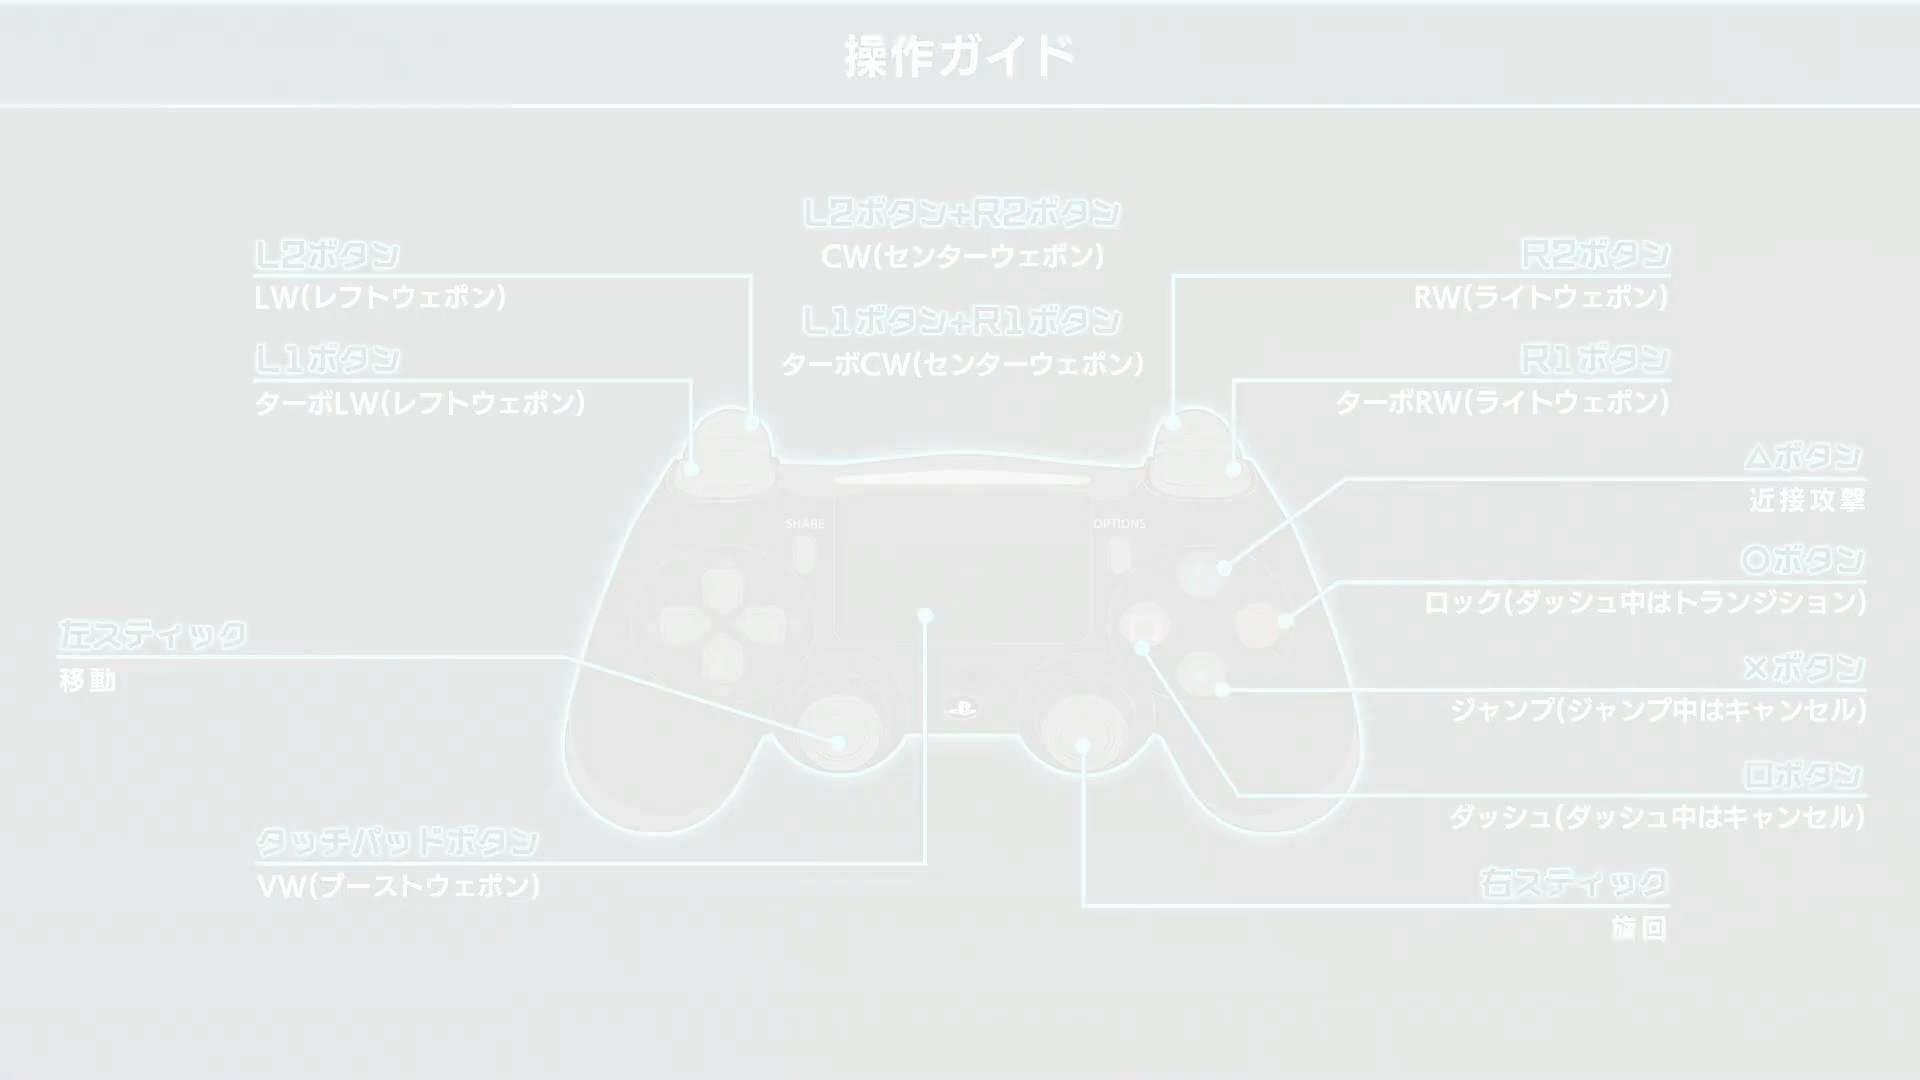 操作ガイド
L2ボタン+R2ボタン
CW(センターウェポン)
L1ボタン+R1ボタン
ターボCW(センターウェポン)
L2ボタン
LW(レフトウェポン)
L1ボタン
ターボLW(レフトウェポン)
R2ボタン
RW(ライトウェポン)
R1ボタン
ターボRW(ライトウェポン)
△ボタン
近接攻撃
SHARE
OPTIONS
○ボタン
ロック(ダッシュ中はトランジション)
左スティック
移動
×ボタン
ジャンプ(ジャンプ中はキャンセル)
□ボタン
ダッシュ(ダッシュ中はキャンセル)
タッチパッドボタン
VW(ブーストウェポン)
右スティック
旋回